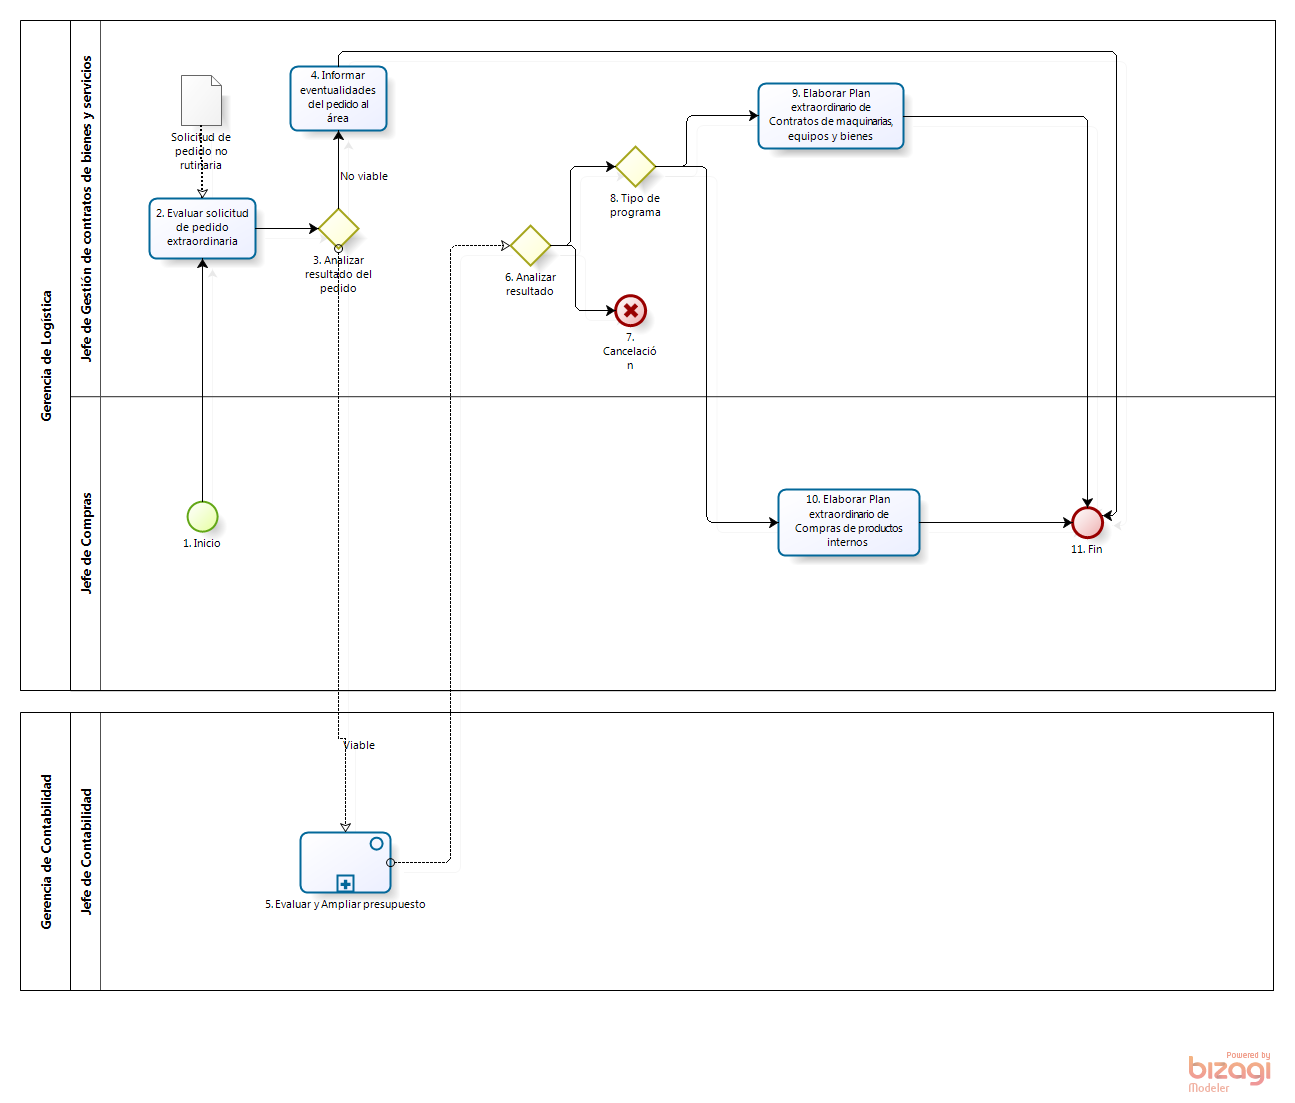 Gerencia de Logística
Jefe de Gestión de contratos de bienes y servicios
Solicitud de
pedido no
rutinaria
2. Evaluar solicitud
de pedido
extraordinaria
4. Informar
eventualidades
del pedido al
área
No viable
3. Analizar
resultado del
pedido
6. Analizar
resultado
7.
Cancelació
n
8. Tipo de
programa
9. Elaborar Plan
extraordinario de
Contratos de maquinarias,
equipos y bienes
Jefe de Compras
1. Inicio
10. Elaborar Plan
extraordinario de
Compras de productos
internos
11. Fin
Gerencia de Contabilidad
Jefe de Contabilidad
Viable
5. Evaluar y Ampliar presupuesto
Powered by
bizagi
Modeler